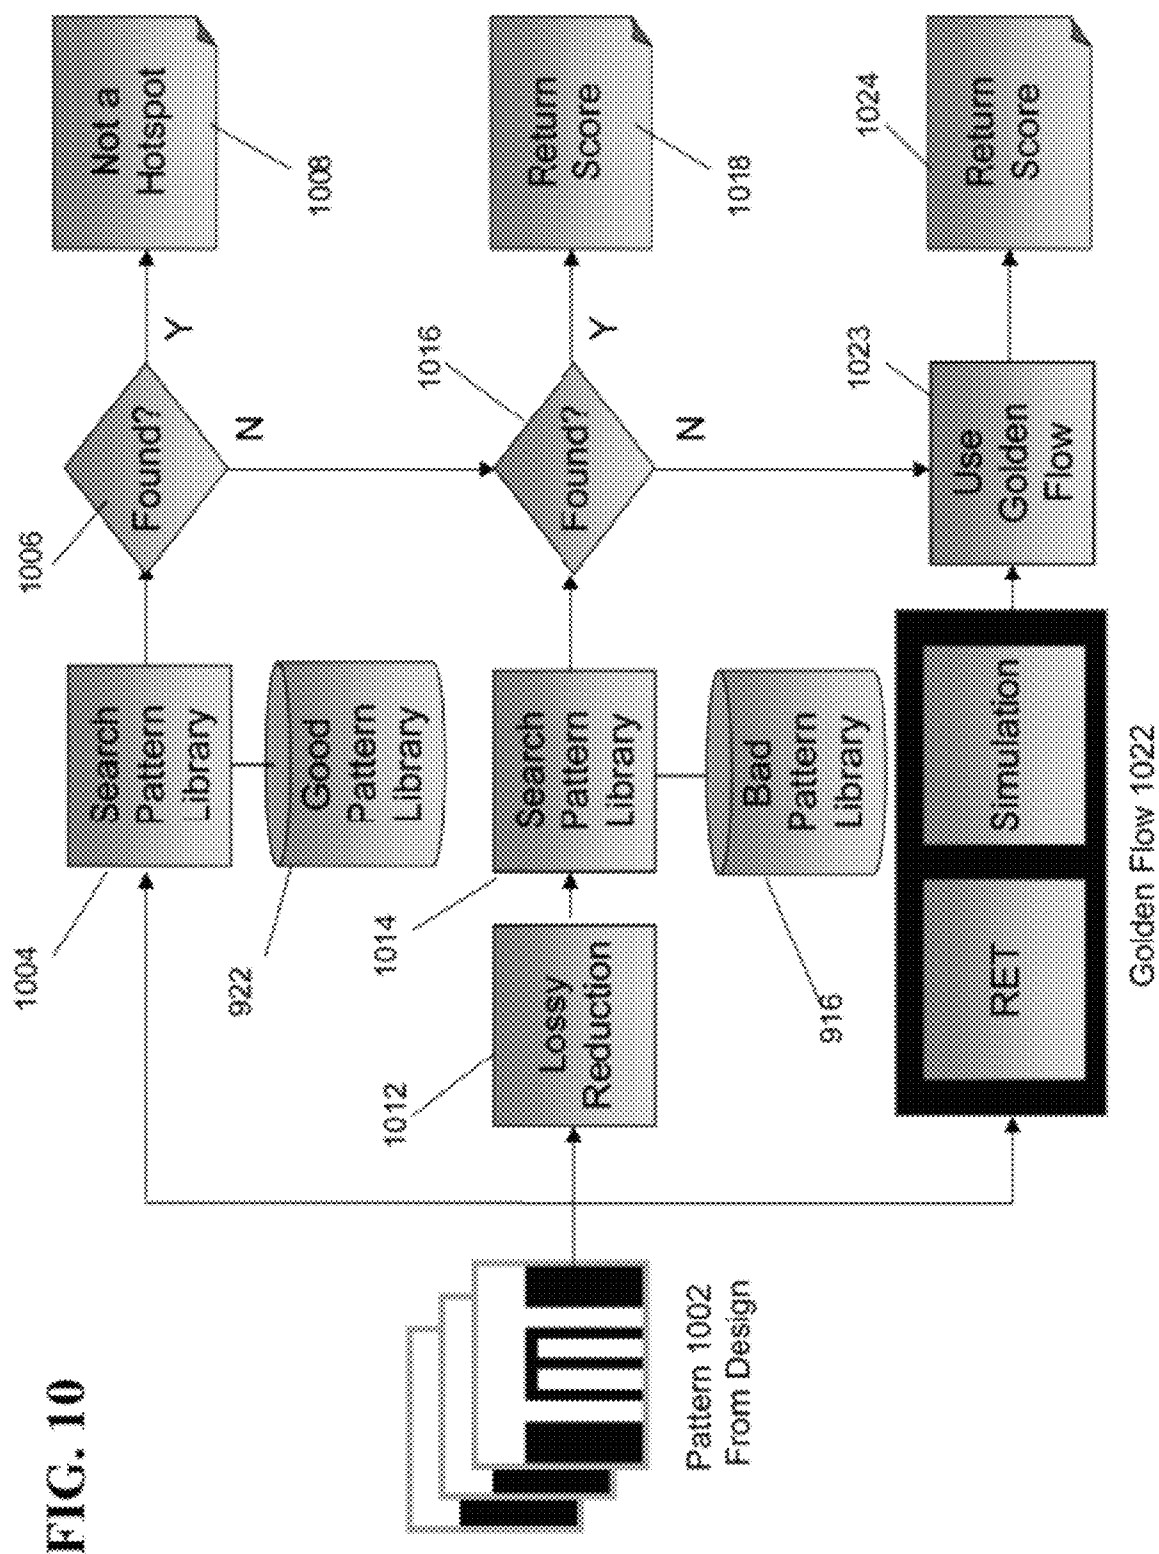 FIG. 10
Pattern 1002
From Design
1004
Search
Pattern
Library
922
Good
Pattern
Library
1006
Found?
Y
N
Not a
Hotspot
1008
1012
Lossy
Reduction
1014
Search
Pattern
Library
916
Bad
Pattern
Library
1016
Found?
Y
N
Return
Score
1018
RET
Simulation
Golden Flow 1022
1023
Use
Golden
Flow
1024
Return
Score